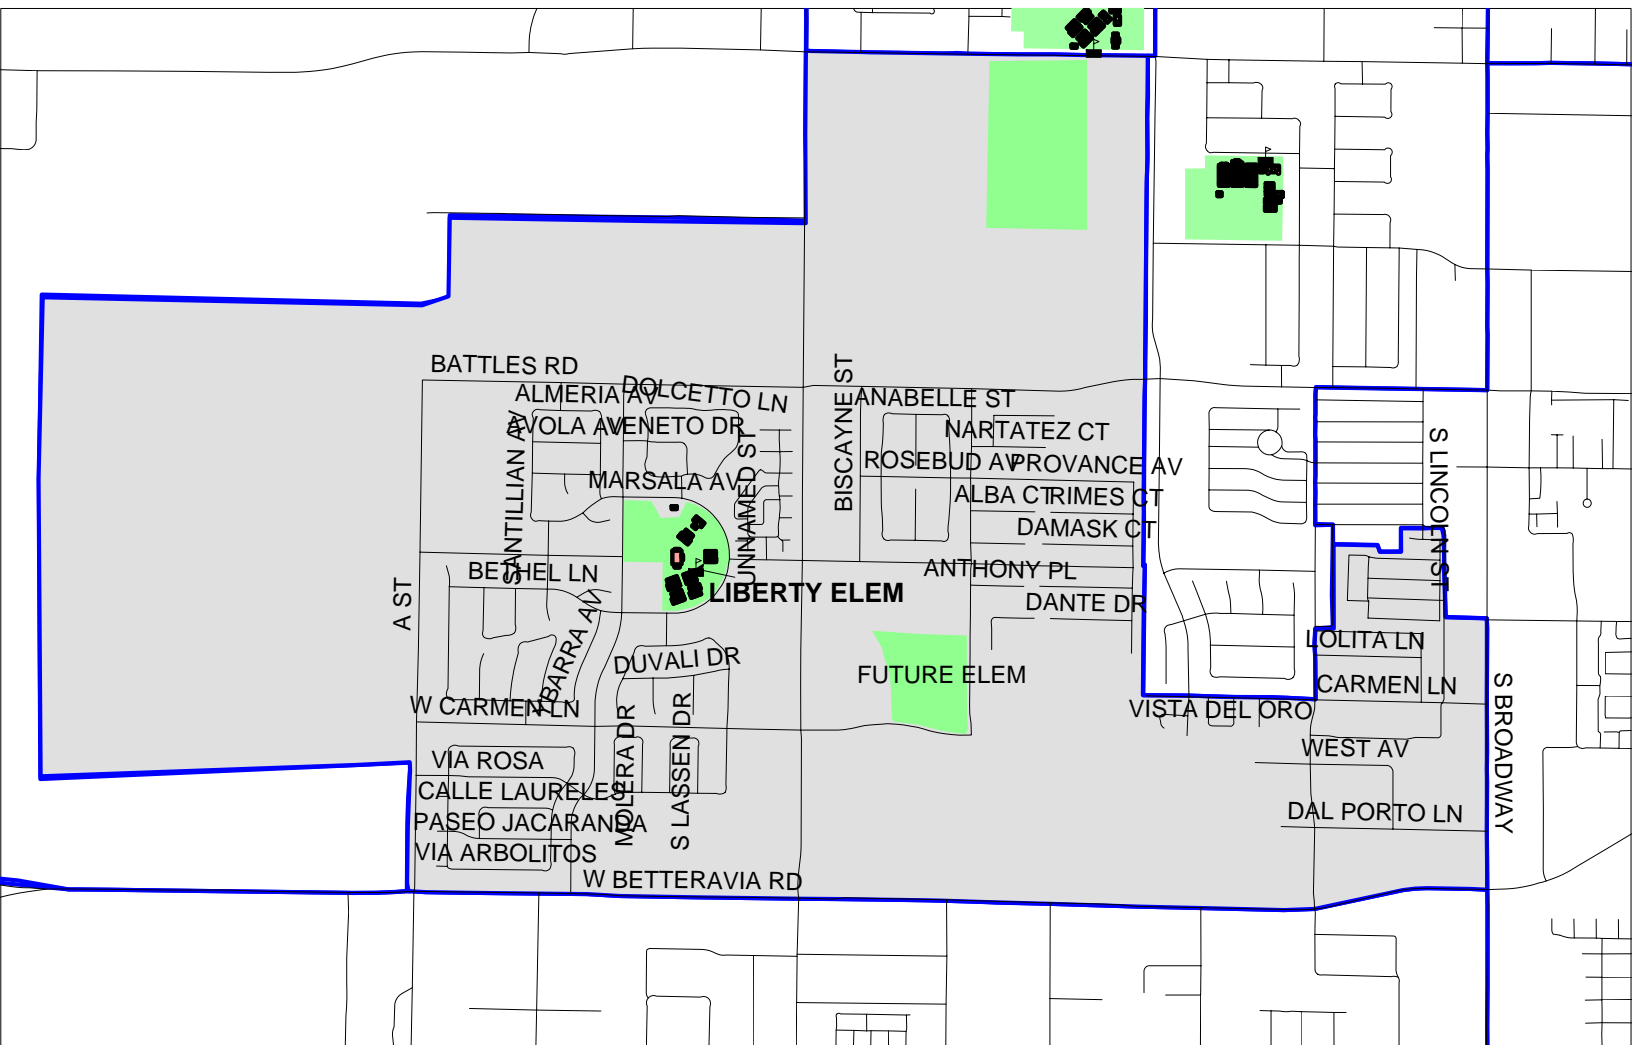 BATTLES RD
ALMERIA AV
DOLCETTO LN
AVOLA AV
VENETO DR
SANTILLIAN AV
MARSALA AV
UNNAMED ST
BISCAYNE ST
ANABELLE ST
NARTATEZ CT
ROSEBUD AV
PROVANCE AV
ALBA CT
RIMES CT
DAMASK CT
S LINCOLN ST
ANTHONY PL
DANTE DR
BETHEL LN
LIBERTY ELEM
A ST
YBARRA AV
DUVALI DR
FUTURE ELEM
LOLITA LN
CARMEN LN
W CARMEN LN
VISTA DEL ORO
S BROADWAY
MOLERA DR
S LASSEN DR
WEST AV
VIA ROSA
CALLE LAURELES
PASEO JACARANDA
DAL PORTO LN
VIA ARBOLITOS
W BETTERAVIA RD